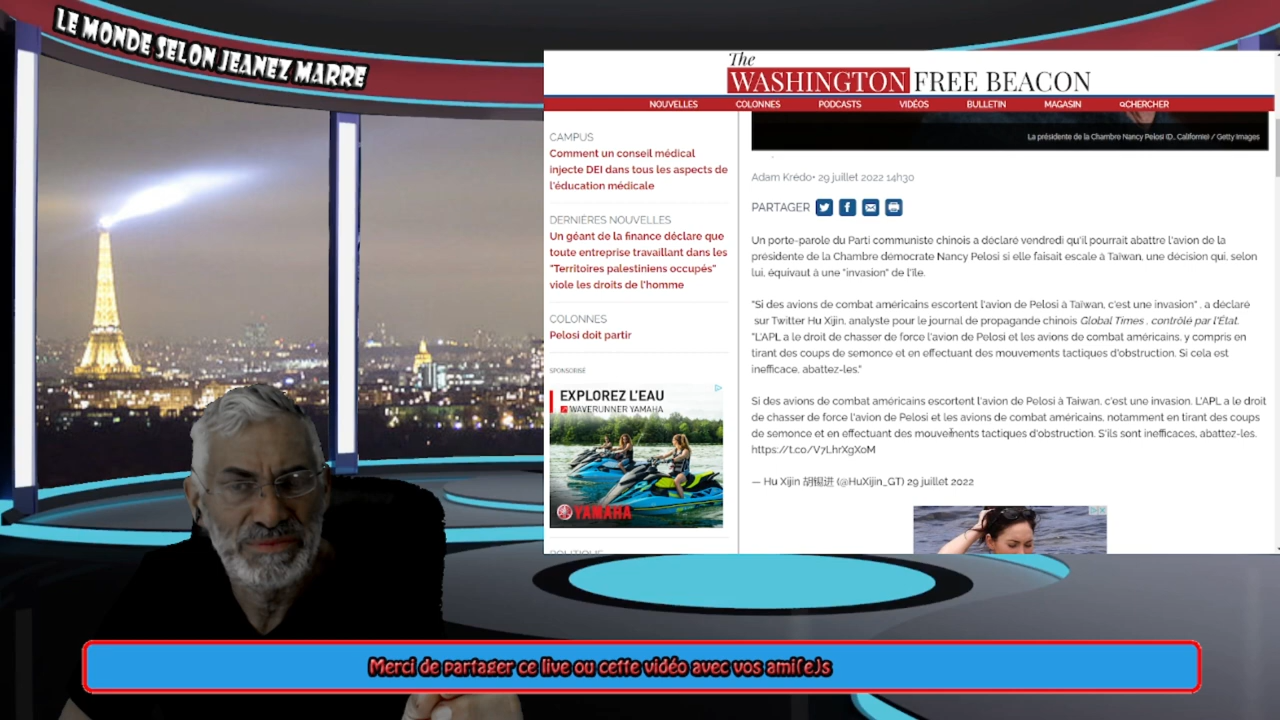 LE MONDE SELON JEANEZ MARRE
The
WASHINGTON FREE BEACON
NOUVELLES COLONNES PODCASTS VIDÉOS BULLETIN MAGASIN CHERCHER
La présidente de la Chambre Nancy Pelosi (D., Californie) / Getty Images
CAMPUS
Comment un conseil médical
injecte DEI dans tous les aspects de
l'éducation médicale
DERNIÈRES NOUVELLES
Un géant de la finance déclare que
toute entreprise travaillant dans les
"Territoires palestiniens occupés"
viole les droits de l'homme
COLONNES
Pelosi doit partir
SPONSORISÉ
EXPLOREZ L'EAU
WAVERUNNER YAMAHA
YAMAHA
Adam Krédo• 29 juillet 2022 14h30
PARTAGER
Un porte-parole du Parti communiste chinois a déclaré vendredi qu'il pourrait abattre l'avion de la
présidente de la Chambre démocrate Nancy Pelosi si elle faisait escale à Taïwan, une décision qui, selon
lui, équivaut à une "invasion" de l'île.
"Si des avions de combat américains escortent l'avion de Pelosi à Taïwan, c'est une invasion" , a déclaré
sur Twitter Hu Xijin, analyste pour le journal de propagande chinois Global Times , contrôlé par l'État.
"L'APL a le droit de chasser de force l'avion de Pelosi et les avions de combat américains, y compris en
tirant des coups de semonce et en effectuant des mouvements tactiques d'obstruction. Si cela est
inefficace, abattez-les."
Si des avions de combat américains escortent l'avion de Pelosi à Taïwan, c'est une invasion. L'APL a le droit
de chasser de force l'avion de Pelosi et les avions de combat américains, notamment en tirant des coups
de semonce et en effectuant des mouvements tactiques d'obstruction. S'ils sont inefficaces, abattez-les.
https://t.co/V7LhrXgXoM
— Hu Xijin 胡锡进 (@HuXijin_GT) 29 juillet 2022
POLITIQUE
Merci de partager ce live ou cette vidéo avec vos ami(e)s